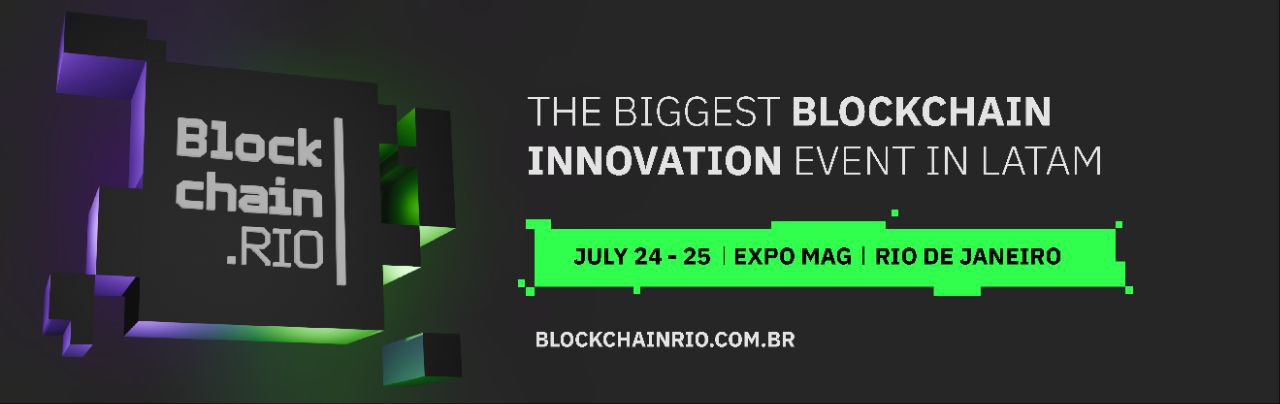 Block
chain
.RIO
THE BIGGEST BLOCKCHAIN
INNOVATION EVENT IN LATAM
JULY 24 - 25 | EXPO MAG | RIO DE JANEIRO
BLOCKCHAINRIO.COM.BR